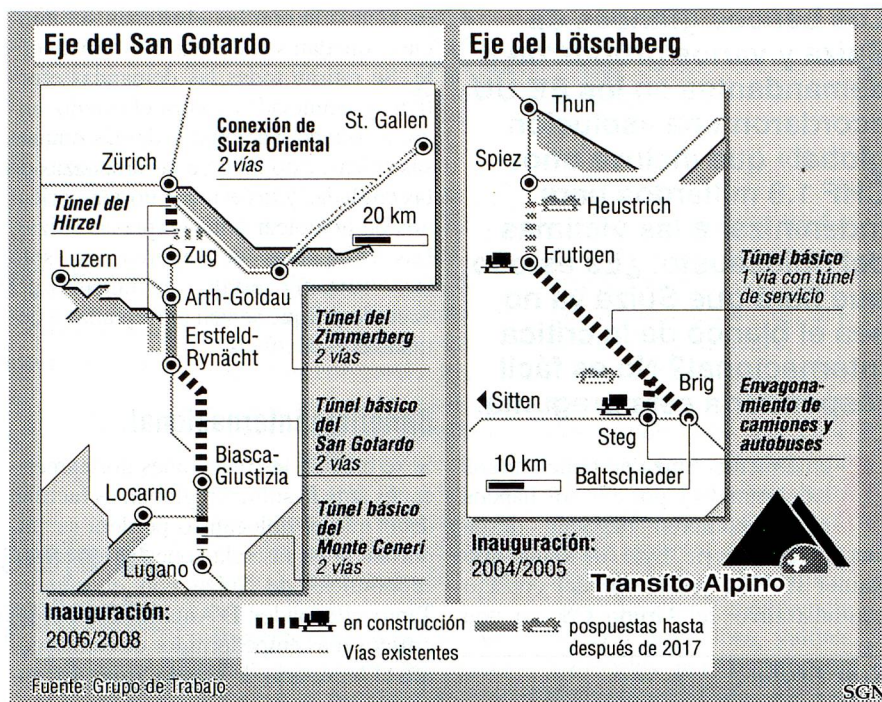 Eje del San Gotardo
Zürich
Conexión de
Suiza Oriental
2 vías
St. Gallen
Túnel del
Hirzel
20 km
Luzern
Zug
Arth-Goldau
Erstfeld-
Rynächt
Túnel del
Zimmerberg
2 vías
Túnel básico
del
San Gotardo
2 vías
Biasca-
Giustizia
Locarno
Túnel básico
del
Monte Ceneri
2 vías
Lugano
Inauguración:
2006/2008
Eje del Lötschberg
Thun
Spiez
Heustrich
Frutigen
Túnel básico
1 vía con túnel
de servicio
Brig
Sitten
Steg
Envagona-
miento de
camiones y
autobuses
10 km
Baltschieder
Inauguración:
2004/2005
Transíto Alpino
en construcción
Vías existentes
pospuestas hasta
después de 2017
Fuente: Grupo de Trabajo
SGN